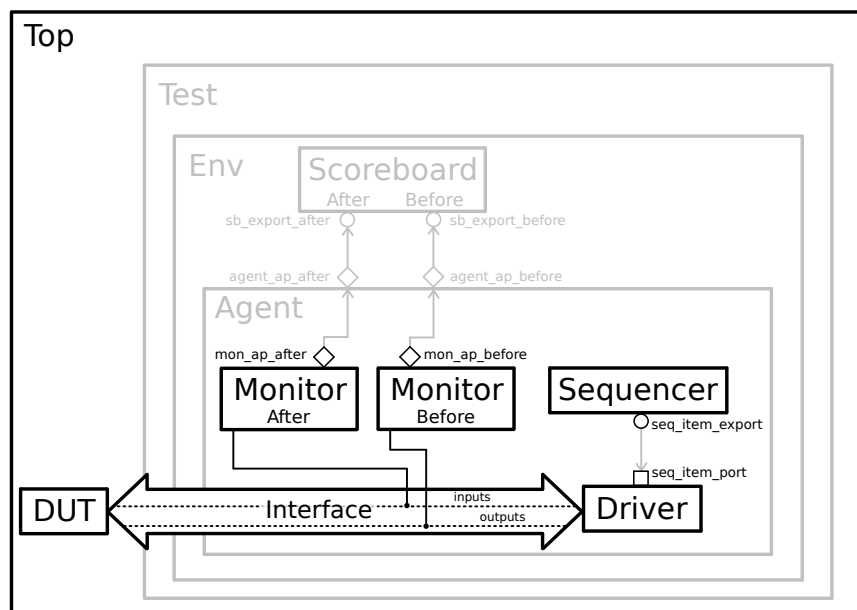 Top
Test
Env
Scoreboard
After Before
sb_export_after sb_export_before
agent_ap_after agent_ap_before
Agent
mon_ap_after mon_ap_before
Monitor Monitor Sequencer
After Before
seq_item_export
seq_item_port
DUT Interface inputs Driver
outputs